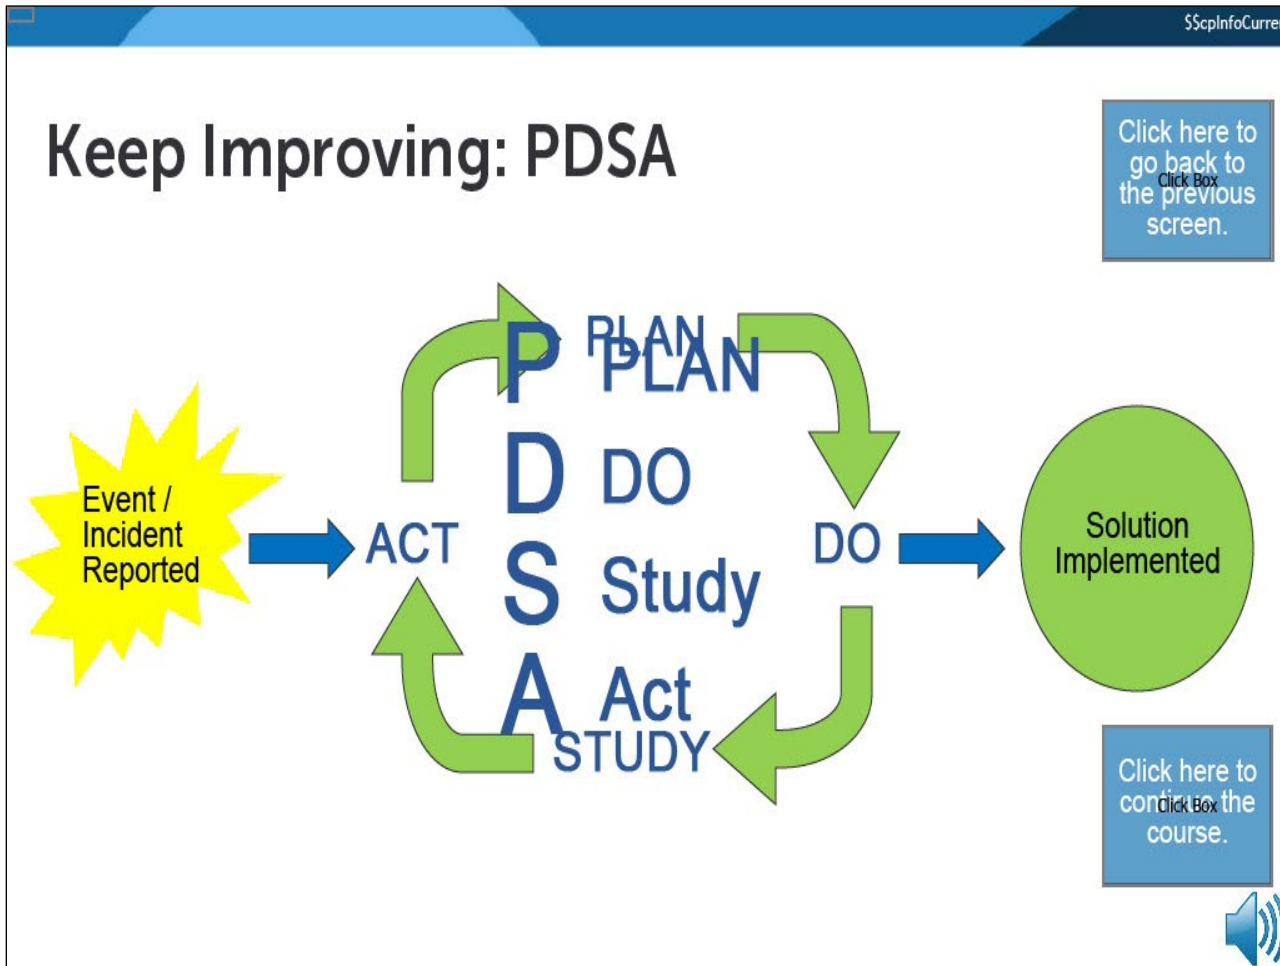 $$cpInfoCurren
Keep Improving: PDSA
Click here to
go back to
the previous
screen.
Click Box
PLAN
P PLAN
D DO
S Study
A Act
Event /
Incident
Reported
ACT
DO
STUDY
Solution
Implemented
Click here to
continue the
course.
Click Box